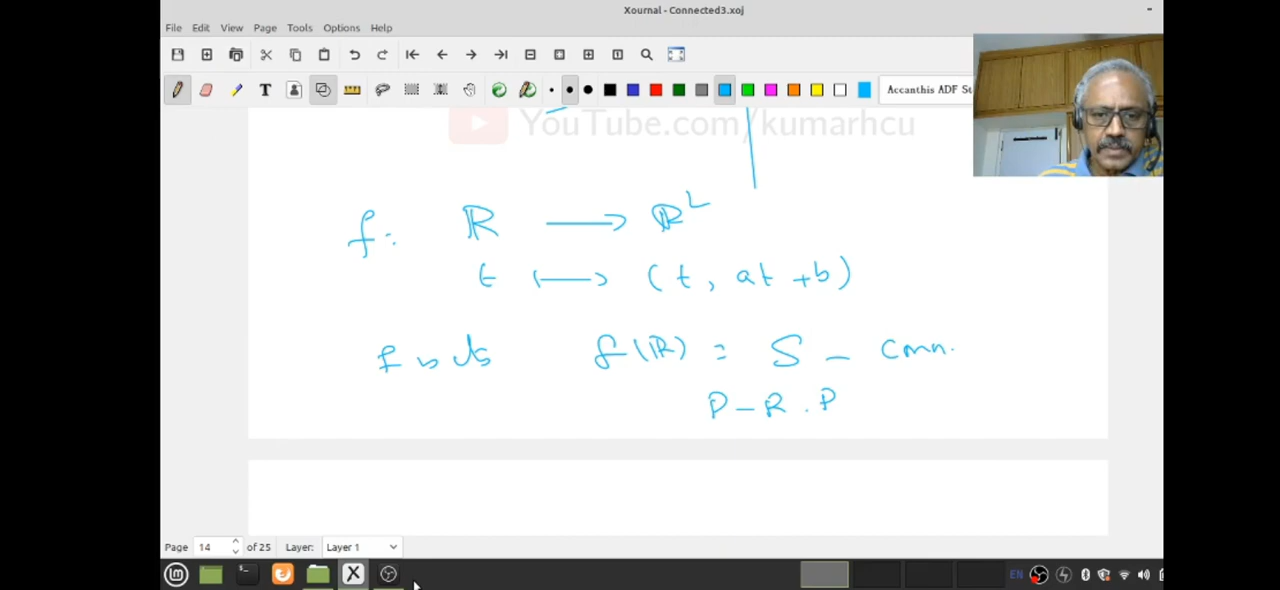 Xournal - Connected3.xoj
File Edit View Page Tools Options Help
Accanthis ADF St
YouTube.com/kumarhcu
f: ℝ ⟶ ℝ²
t ⟼ (t, at + b)
f is cts f(ℝ) = S - conn.
P - R. P
Page 14 of 25 Layer: Layer 1
EN